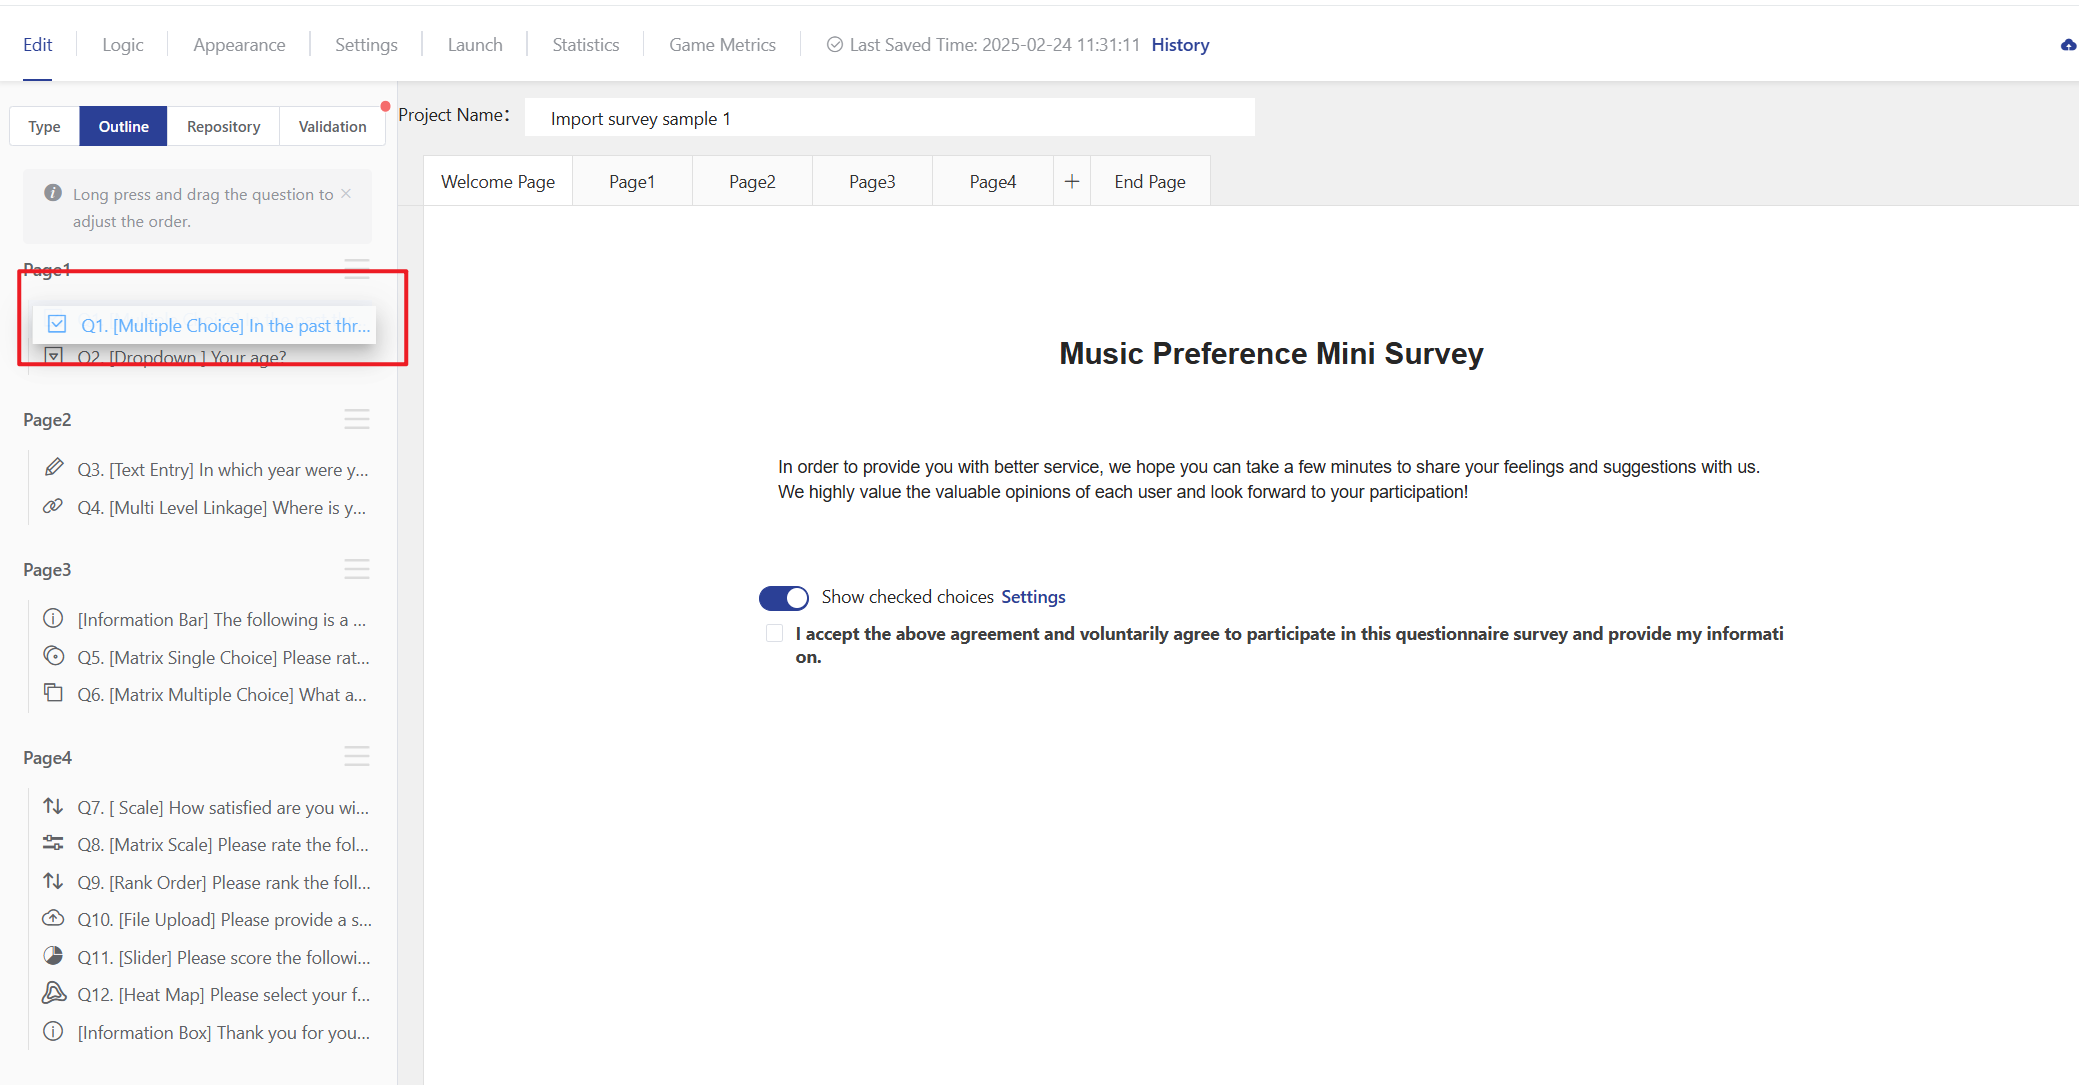 Edit
Logic
Appearance
Settings
Launch
Statistics
Game Metrics
Last Saved Time: 2025-02-24 11:31:11 History
Type
Outline
Repository
Validation
Project Name:
Import survey sample 1
Long press and drag the question to
adjust the order.
Welcome Page
Page1
Page2
Page3
Page4
+
End Page
Page1
Q1. [Multiple Choice] In the past thr...
Q2. [Dropdown ] Your age?
Page2
Q3. [Text Entry] In which year were y...
Q4. [Multi Level Linkage] Where is y...
Page3
[Information Bar] The following is a ...
Q5. [Matrix Single Choice] Please rat...
Q6. [Matrix Multiple Choice] What a...
Page4
Q7. [ Scale] How satisfied are you wi...
Q8. [Matrix Scale] Please rate the fol...
Q9. [Rank Order] Please rank the foll...
Q10. [File Upload] Please provide a s...
Q11. [Slider] Please score the followi...
Q12. [Heat Map] Please select your f...
[Information Box] Thank you for you...
Music Preference Mini Survey
In order to provide you with better service, we hope you can take a few minutes to share your feelings and suggestions with us.
We highly value the valuable opinions of each user and look forward to your participation!
Show checked choices Settings
I accept the above agreement and voluntarily agree to participate in this questionnaire survey and provide my informati
on.